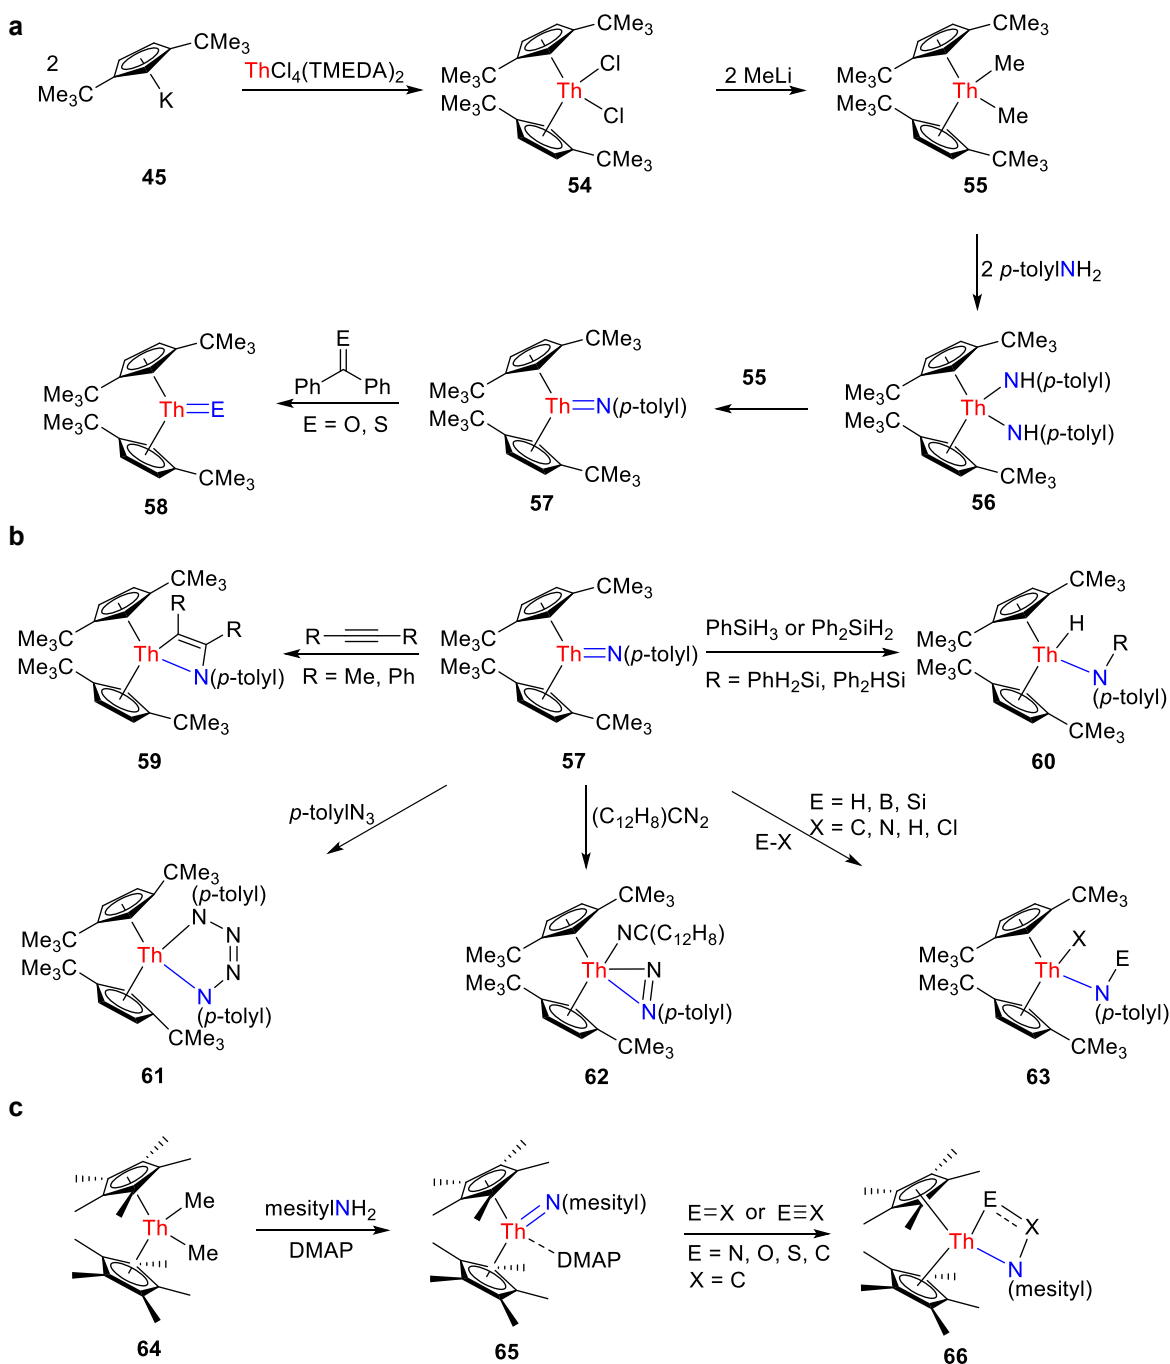 a
2
CMe3
Me3C
K
45
ThCl4(TMEDA)2
CMe3
Me3C
Me3C
Th
Cl
Cl
CMe3
54
2 MeLi
CMe3
Me3C
Me3C
Th
Me
Me
CMe3
55
2 p-tolylNH2
CMe3
Me3C
Me3C
Th=E
CMe3
58
E
Ph
Ph
E = O, S
CMe3
Me3C
Me3C
Th=N(p-tolyl)
CMe3
57
55
CMe3
Me3C
Me3C
Th
NH(p-tolyl)
NH(p-tolyl)
CMe3
56
b
CMe3
R
R
Me3C
Me3C
Th
N(p-tolyl)
CMe3
59
R≡R
R = Me, Ph
CMe3
Me3C
Me3C
Th=N(p-tolyl)
CMe3
57
PhSiH3 or Ph2SiH2
R = PhH2Si, Ph2HSi
CMe3
Me3C
Me3C
H
Th
R
N
(p-tolyl)
CMe3
60
p-tolylN3
(C12H8)CN2
E = H, B, Si
X = C, N, H, Cl
E-X
CMe3
(p-tolyl)
N
N
N
N
(p-tolyl)
Me3C
Me3C
Th
CMe3
61
CMe3
NC(C12H8)
Me3C
Me3C
Th
N
N(p-tolyl)
CMe3
62
CMe3
Me3C
Me3C
X
Th
E
N
(p-tolyl)
CMe3
63
c
Th
Me
Me
64
mesitylNH2
DMAP
N(mesityl)
Th
DMAP
65
E=X or E≡X
E = N, O, S, C
X = C
E
X
Th
N
(mesityl)
66